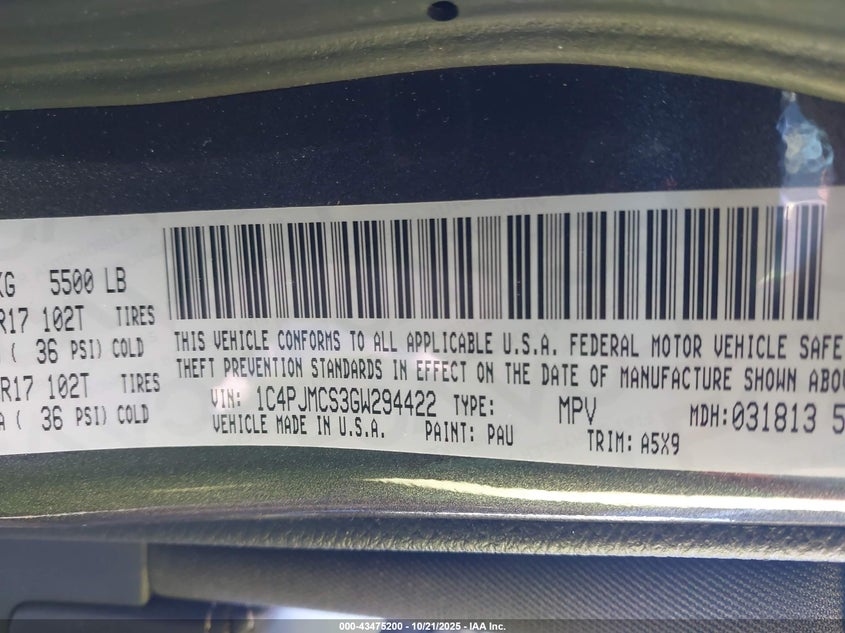 KG 5500 LB
R17 102T TIRES
( 36 PSI) COLD
R17 102T TIRES
A ( 36 PSI) COLD
THIS VEHICLE CONFORMS TO ALL APPLICABLE U.S.A. FEDERAL MOTOR VEHICLE SAFE
THEFT PREVENTION STANDARDS IN EFFECT ON THE DATE OF MANUFACTURE SHOWN ABO
VIN: 1C4PJMCS3GW294422 TYPE: MPV MDH:031813 5
VEHICLE MADE IN U.S.A. PAINT: PAU TRIM: A5X9
000-43475200 - 10/21/2025 - IAA Inc.